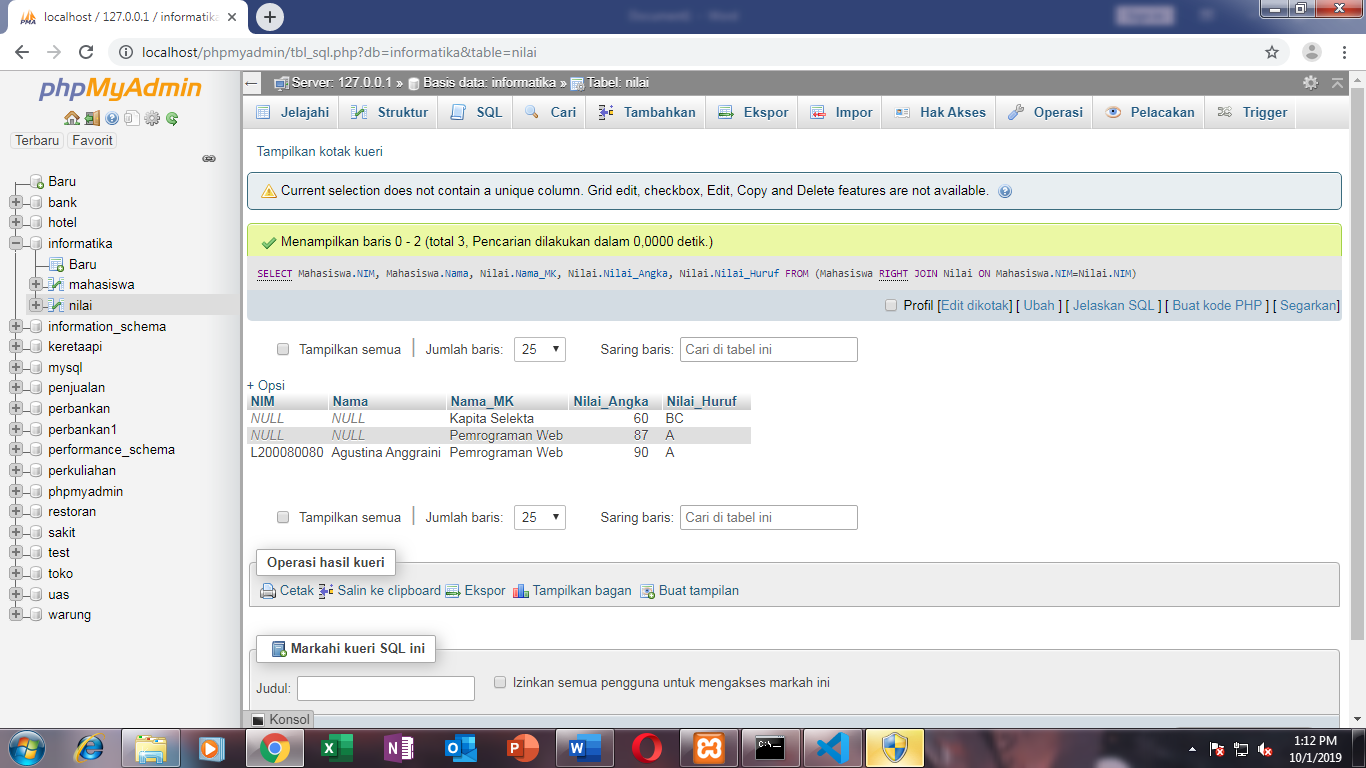 localhost / 127.0.0.1 / informatika
localhost/phpmyadmin/tbl_sql.php?db=informatika&table=nilai
phpMyAdmin
Terbaru Favorit
Baru
bank
hotel
informatika
Baru
mahasiswa
nilai
information_schema
keretaapi
mysql
penjualan
perbankan
perbankan1
performance_schema
perkuliahan
phpmyadmin
restoran
sakit
test
toko
uas
warung
Server: 127.0.0.1 » Basis data: informatika » Tabel: nilai
Jelajahi Struktur SQL Cari Tambahkan Ekspor Impor Hak Akses Operasi Pelacakan Trigger
Tampilkan kotak kueri
Current selection does not contain a unique column. Grid edit, checkbox, Edit, Copy and Delete features are not available.
Menampilkan baris 0 - 2 (total 3, Pencarian dilakukan dalam 0,0000 detik.)
SELECT Mahasiswa.NIM, Mahasiswa.Nama, Nilai.Nama_MK, Nilai.Nilai_Angka, Nilai.Nilai_Huruf FROM (Mahasiswa RIGHT JOIN Nilai ON Mahasiswa.NIM=Nilai.NIM)
Profil [Edit dikotak] [ Ubah ] [ Jelaskan SQL ] [ Buat kode PHP ] [ Segarkan]
Tampilkan semua | Jumlah baris: 25 Saring baris: Cari di tabel ini
+ Opsi
NIM Nama Nama_MK Nilai_Angka Nilai_Huruf
NULL NULL Kapita Selekta 60 BC
NULL NULL Pemrograman Web 87 A
L200080080 Agustina Anggraini Pemrograman Web 90 A
Tampilkan semua | Jumlah baris: 25 Saring baris: Cari di tabel ini
Operasi hasil kueri
Cetak Salin ke clipboard Ekspor Tampilkan bagan Buat tampilan
Markahi kueri SQL ini
Judul: Izinkan semua pengguna untuk mengakses markah ini
Konsol
1:12 PM
10/1/2019